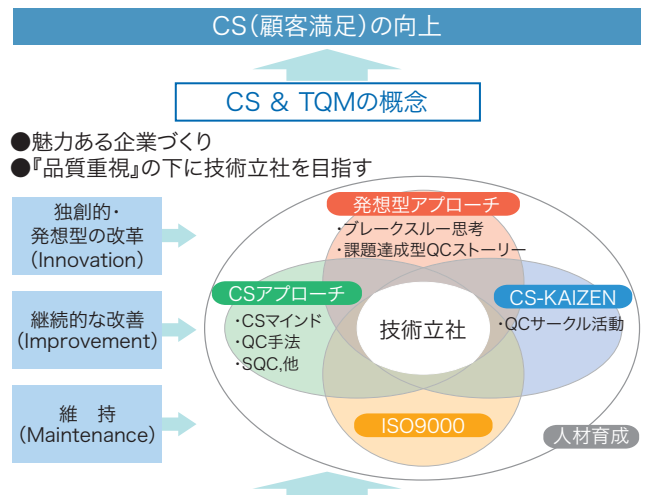 CS（顧客満足）の向上
CS ＆ TQMの概念
●魅力ある企業づくり
●『品質重視』の下に技術立社を目指す
独創的・
発想型の改革
（Innovation）
継続的な改善
（Improvement）
維　持
（Maintenance）
発想型アプローチ
・ブレークスルー思考
・課題達成型QCストーリー
CSアプローチ
・CSマインド
・QC手法
・SQC,他
技術立社
CS-KAIZEN
・QCサークル活動
ISO9000
人材育成